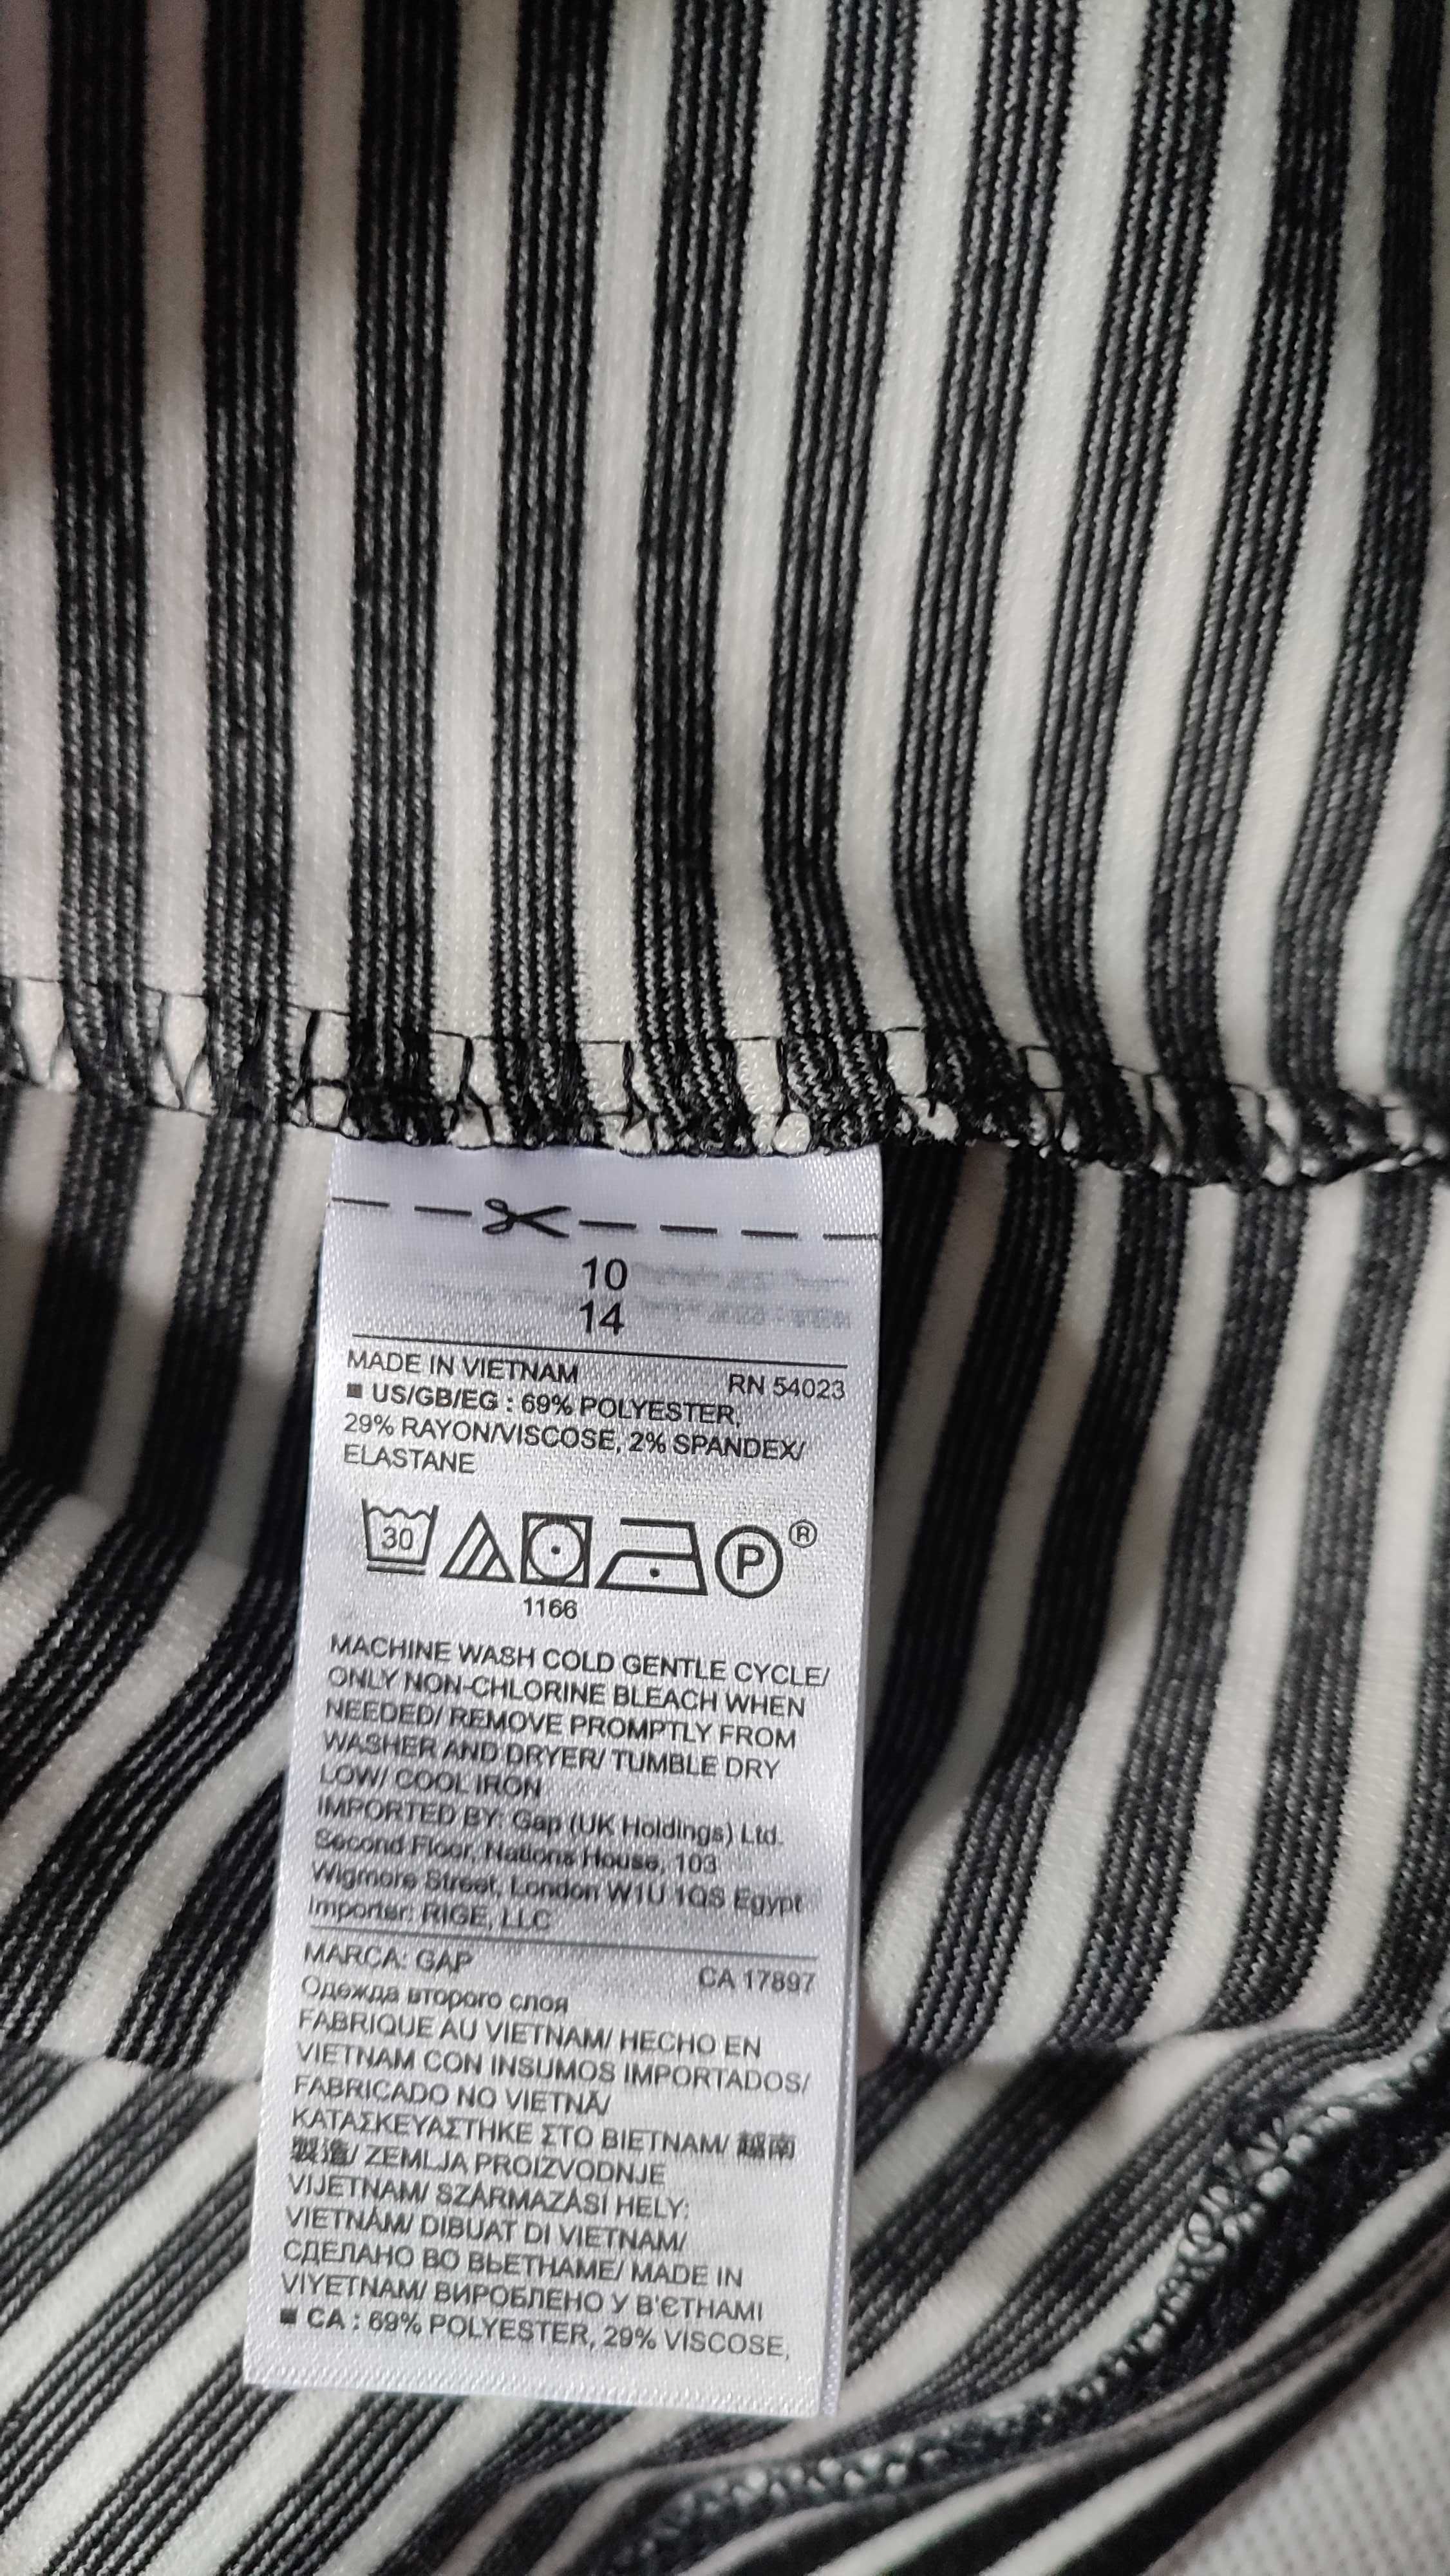 10
14
MADE IN VIETNAM RN 54023
■ US/GB/EG : 69% POLYESTER,
29% RAYON/VISCOSE, 2% SPANDEX/
ELASTANE
30 P ®
1166
MACHINE WASH COLD GENTLE CYCLE/
ONLY NON-CHLORINE BLEACH WHEN
NEEDED/ REMOVE PROMPTLY FROM
WASHER AND DRYER/ TUMBLE DRY
LOW/ COOL IRON
IMPORTED BY: Gap (UK Holdings) Ltd.
Second Floor, Nations House, 103
Wigmore Street, London W1U 1QS Egypt
Importer: RIGE, LLC
MARCA: GAP CA 17897
Одежда второго слоя
FABRIQUE AU VIETNAM/ HECHO EN
VIETNAM CON INSUMOS IMPORTADOS/
FABRICADO NO VIETNÃ/
ΚΑΤΑΣΚΕΥΑΣΤΗΚΕ ΣΤΟ ΒΙΕΤΝΑΜ/ 越南
製造/ ZEMLJA PROIZVODNJE
VIJETNAM/ SZÁRMAZÁSI HELY:
VIETNÁM/ DIBUAT DI VIETNAM/
СДЕЛАНО ВО ВЬЕТНАМЕ/ MADE IN
VIYETNAM/ ВИРОБЛЕНО У В'ЄТНАМІ
■ CA : 69% POLYESTER, 29% VISCOSE,